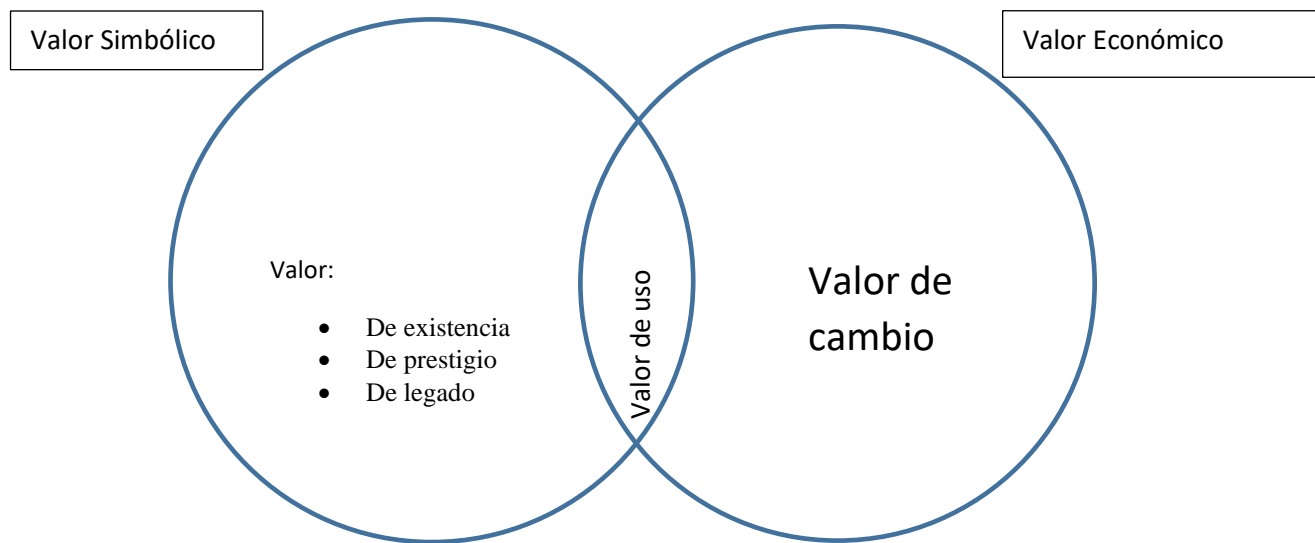 Valor Simbólico
Valor Económico
Valor:
• De existencia
• De prestigio
• De legado
Valor de uso
Valor de
cambio